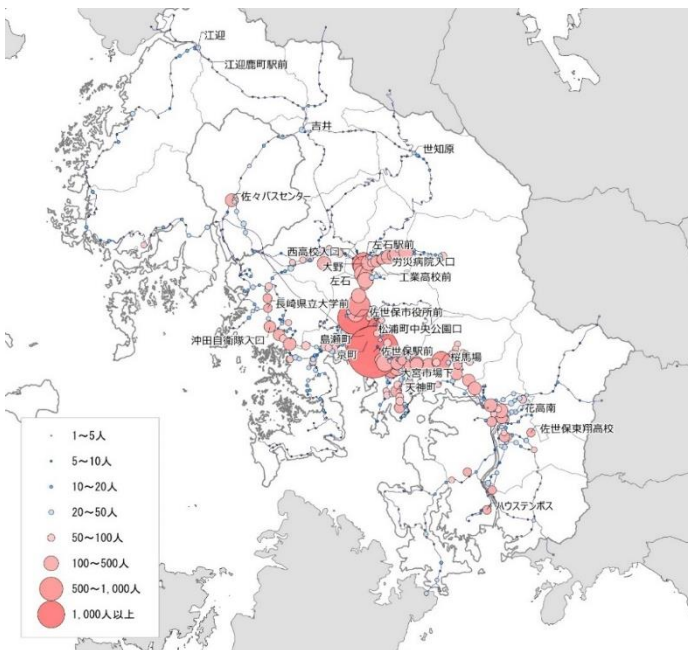 江迎
江迎鹿町駅前
吉井
世知原
佐々バスセンター
左石駅前
西高校入口
労災病院入口
大野
工業高校前
左石
長崎県立大学前
佐世保市役所前
松浦町中央公園口
沖田自衛隊入口
島瀬町
佐世保駅前
京町
桜馬場
大宮市場下
天神町
花高南
佐世保東翔高校
ハウステンボス
1～5人
5～10人
10～20人
20～50人
50～100人
100～500人
500～1,000人
1,000人以上